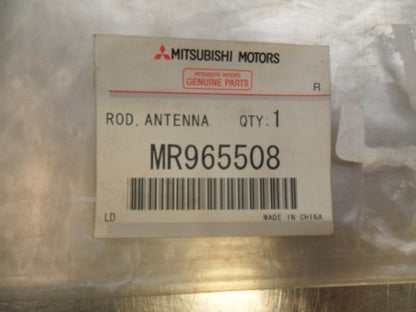 MITSUBISHI MOTORS
MITSUBISHI MOTORS
GENUINE PARTS
R
ROD, ANTENNA QTY:1
MR965508
LD MADE IN CHINA